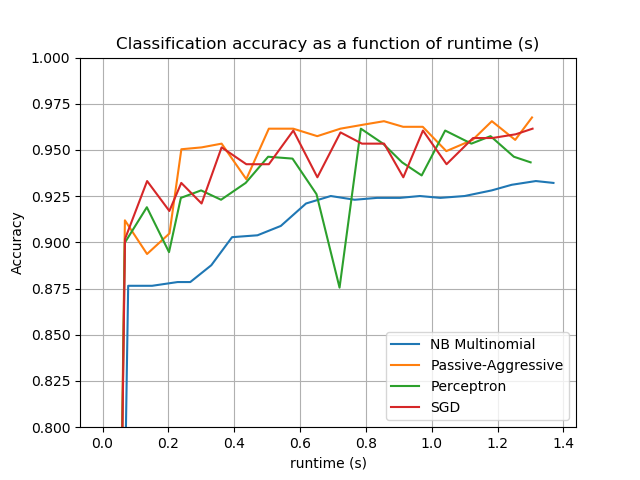 Classification accuracy as a function of runtime (s)
1.000
0.975
0.950
0.925
0.900
0.875
0.850
0.825
0.800
Accuracy
NB Multinomial
Passive-Aggressive
Perceptron
SGD
0.0 0.2 0.4 0.6 0.8 1.0 1.2 1.4
runtime (s)